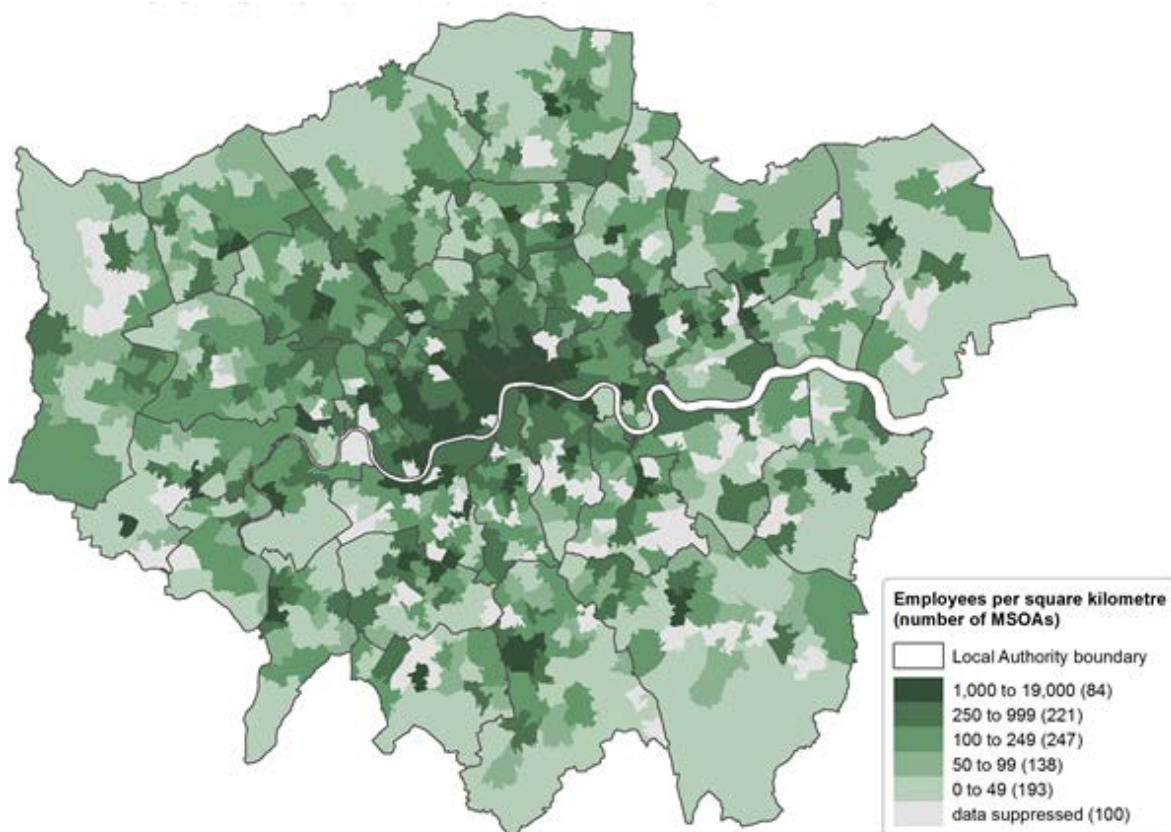 Employees per square kilometre
(number of MSOAs)
Local Authority boundary
1,000 to 19,000 (84)
250 to 999 (221)
100 to 249 (247)
50 to 99 (138)
0 to 49 (193)
data suppressed (100)